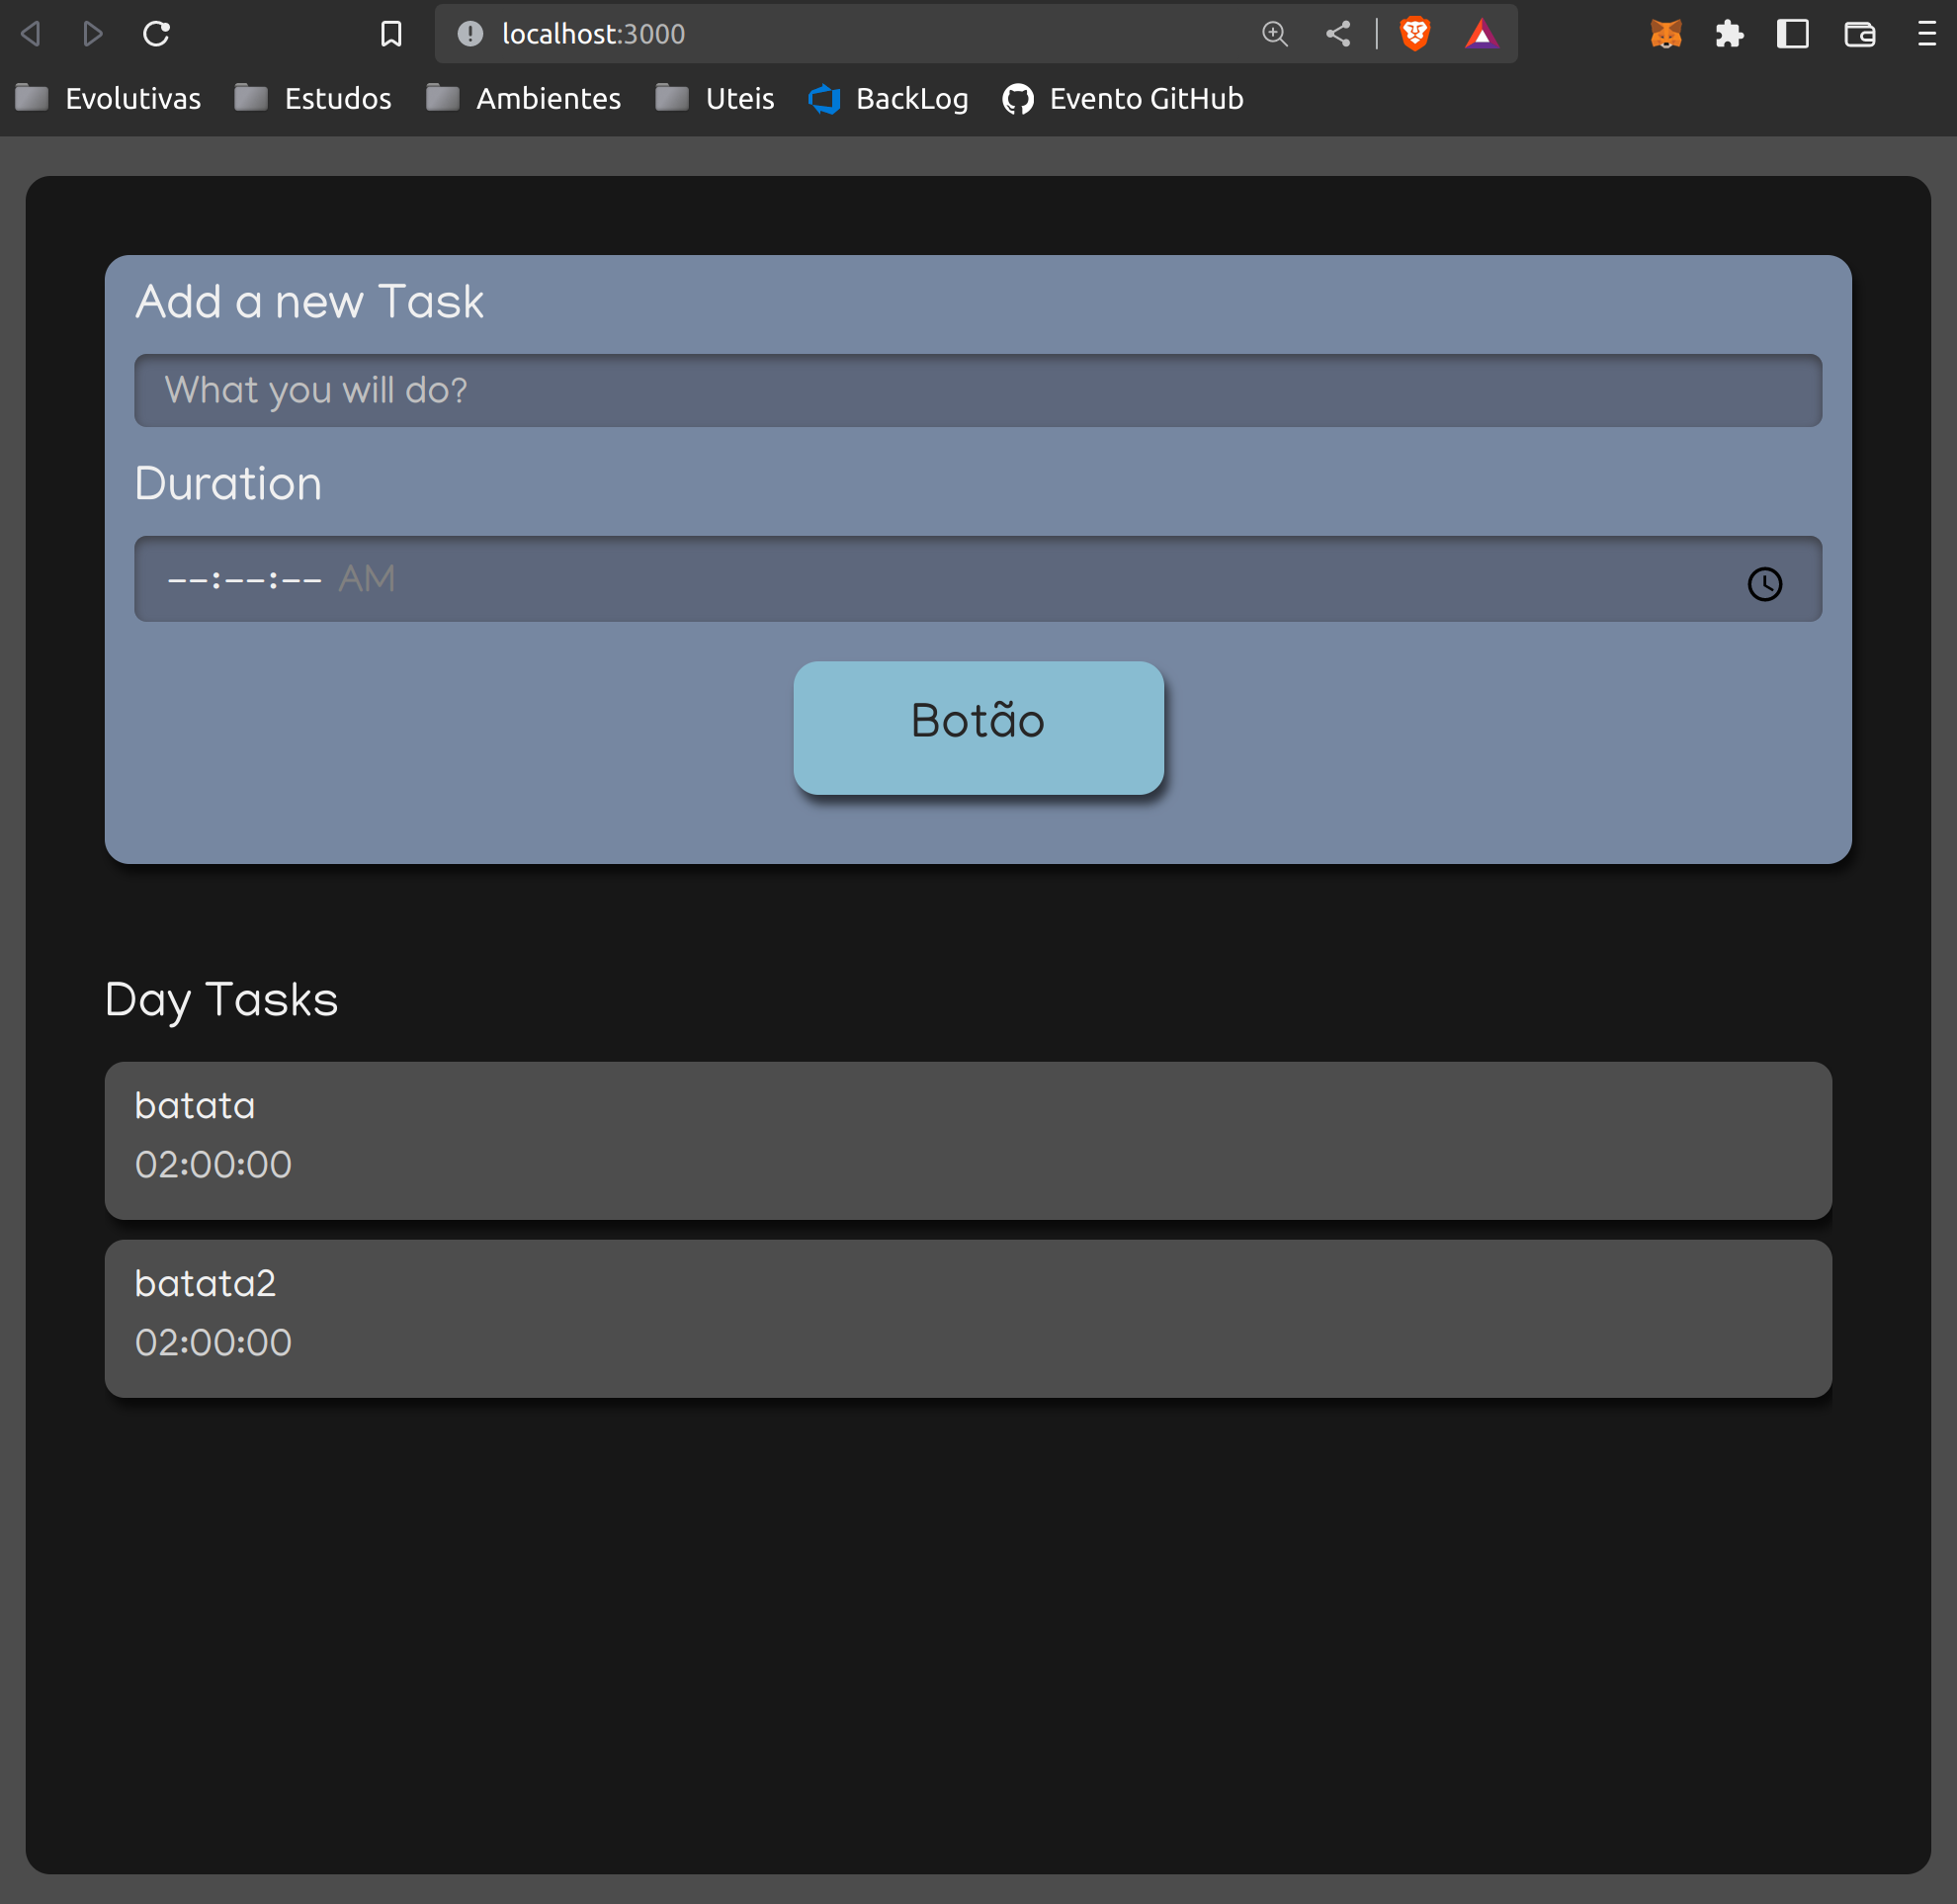 localhost:3000
Evolutivas Estudos Ambientes Uteis BackLog Evento GitHub
Add a new Task
What you will do?
Duration
--:--:-- AM
Botão
Day Tasks
batata
02:00:00
batata2
02:00:00